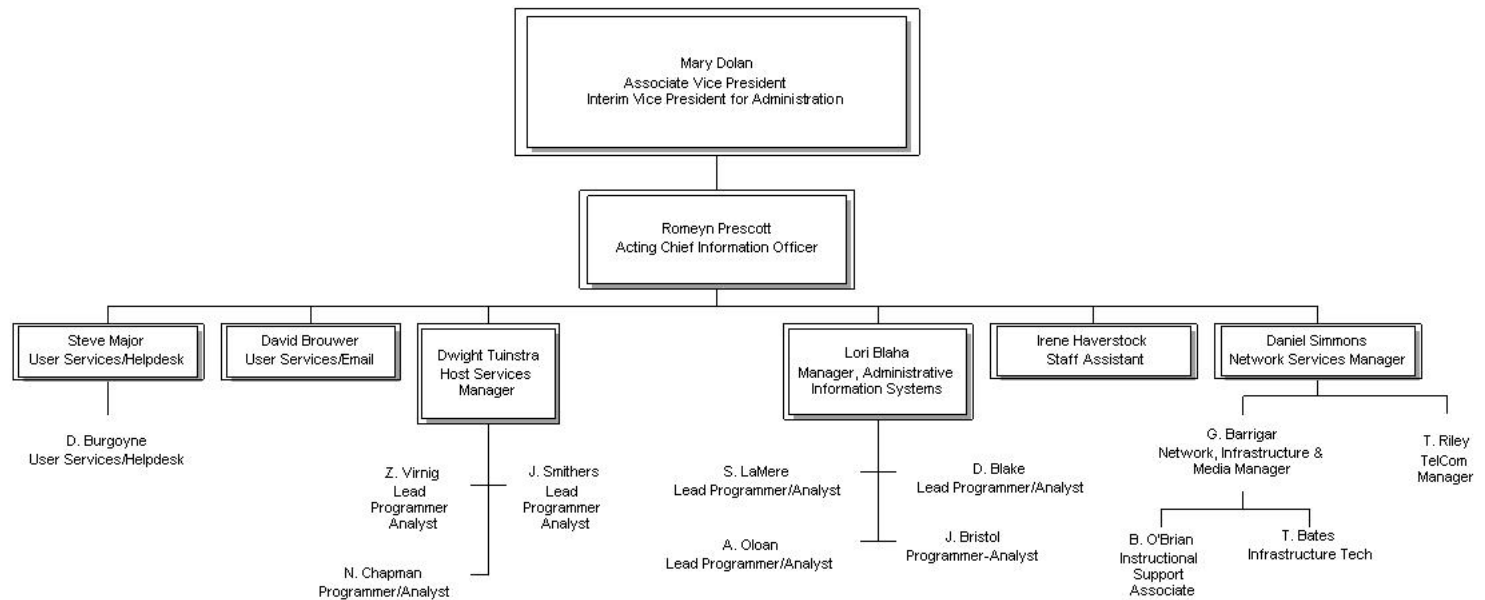 Mary Dolan
Associate Vice President
Interim Vice President for Administration
Romeyn Prescott
Acting Chief Information Officer
Steve Major
User Services/Helpdesk
David Brouwer
User Services/Email
Dwight Tuinstra
Host Services
Manager
Lori Blaha
Manager, Administrative
Information Systems
Irene Haverstock
Staff Assistant
Daniel Simmons
Network Services Manager
D. Burgoyne
User Services/Helpdesk
Z. Virnig
Lead
Programmer
Analyst
J. Smithers
Lead
Programmer
Analyst
N. Chapman
Programmer/Analyst
S. LaMere
Lead Programmer/Analyst
D. Blake
Lead Programmer/Analyst
A. Oloan
Lead Programmer/Analyst
J. Bristol
Programmer-Analyst
G. Barrigar
Network, Infrastructure &
Media Manager
T. Riley
TelCom
Manager
B. O'Brian
Instructional
Support
Associate
T. Bates
Infrastructure Tech